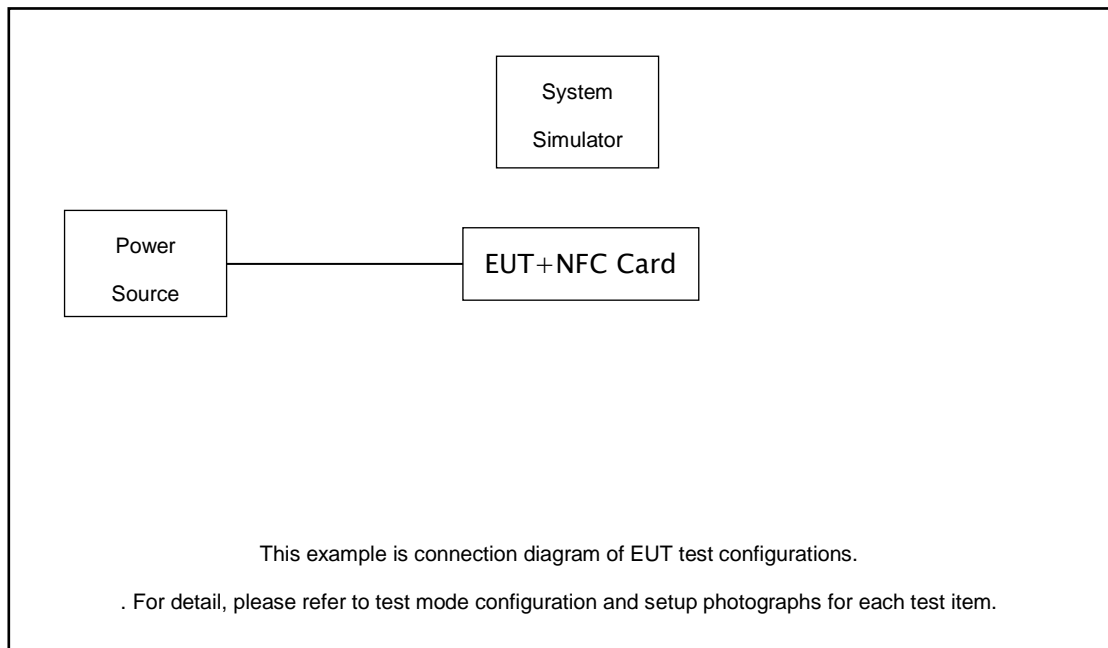 System
Simulator
Power
Source
EUT+NFC Card
This example is connection diagram of EUT test configurations.
. For detail, please refer to test mode configuration and setup photographs for each test item.